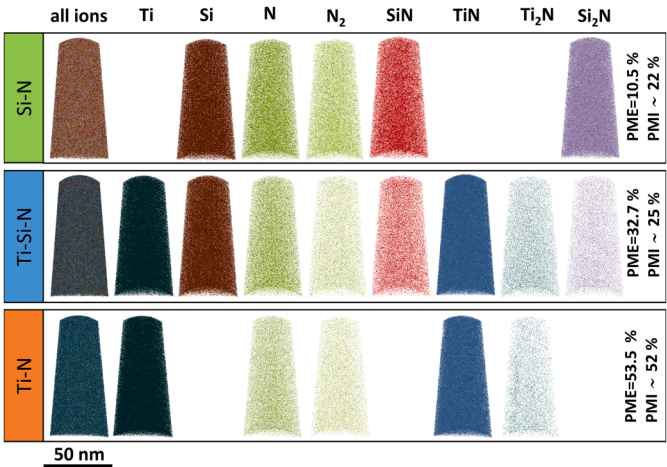 all ions Ti Si N N₂ SiN TiN Ti₂N Si₂N
Si-N
PME=10.5 %
PMI ~ 22 %
Ti-Si-N
PME=32.7 %
PMI ~ 25 %
Ti-N
PME=53.5 %
PMI ~ 52 %
50 nm